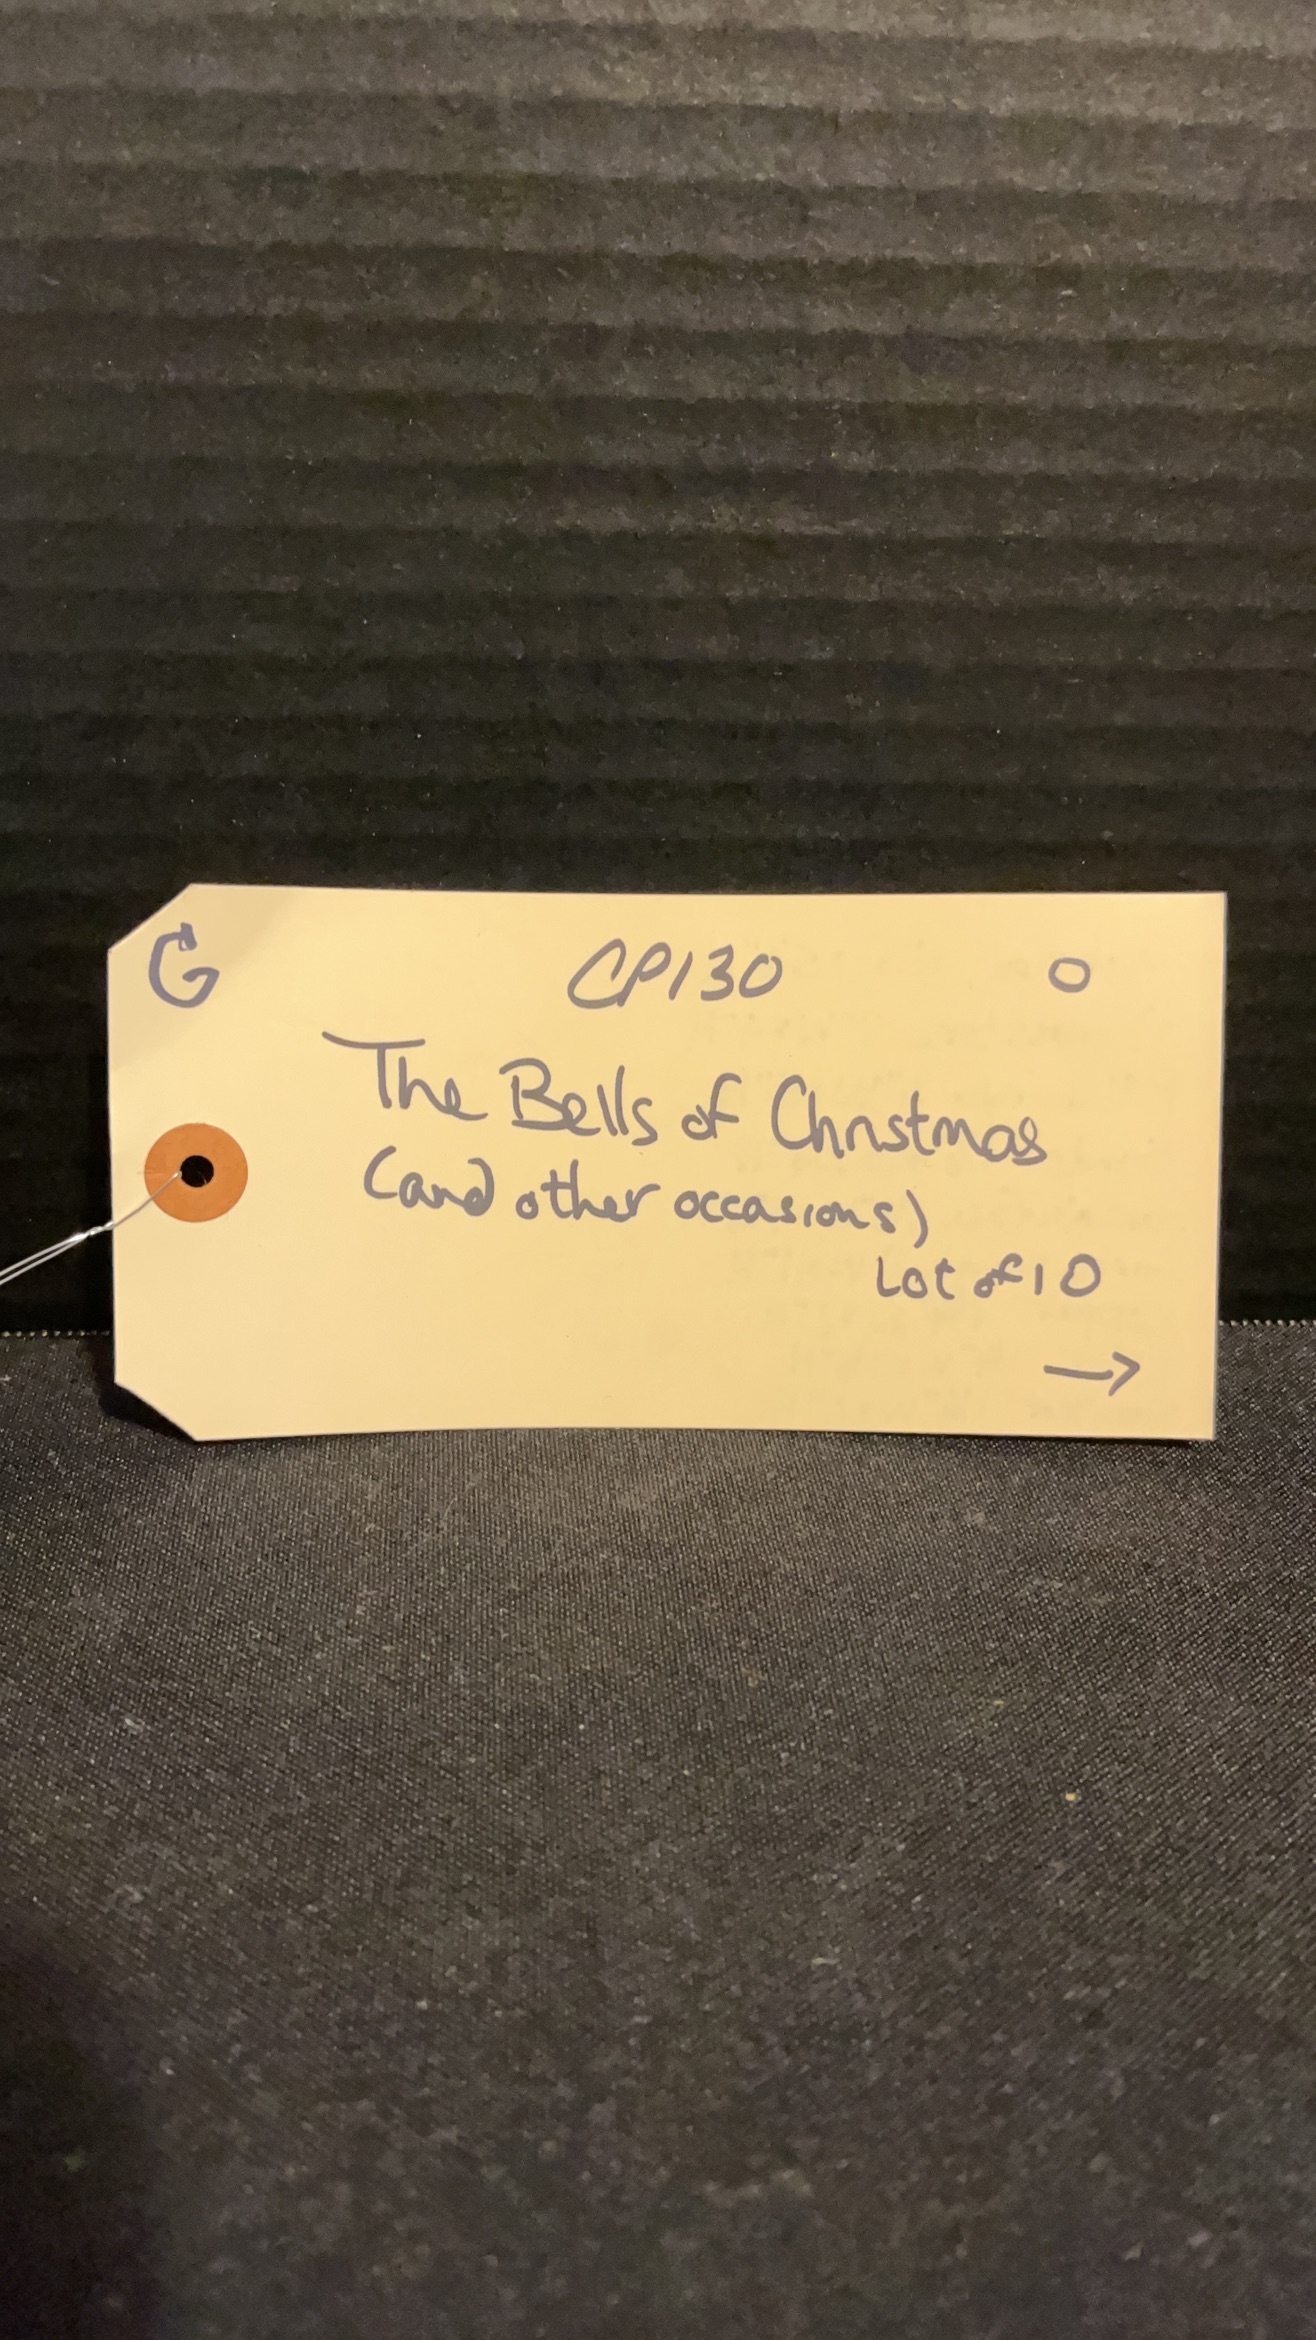 G CP130 O
The Bells of Christmas
(and other occasions)
Lot of 10
→